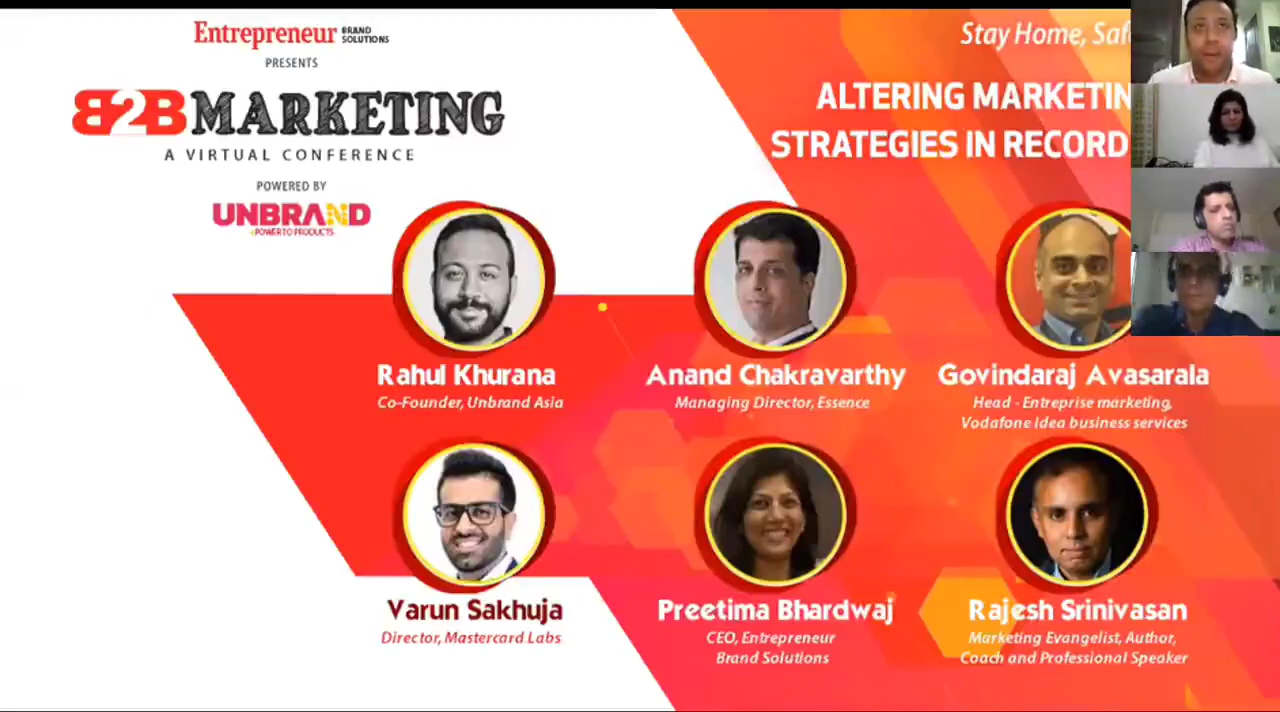 Entrepreneur BRAND SOLUTIONS
PRESENTS
B2B MARKETING
A VIRTUAL CONFERENCE
POWERED BY
UNBRAND
POWER TO PRODUCTS
Stay Home,
ALTERING
STRATEGIES IN RECORD
Rahul Khurana
Co-Founder, Unbrand Asia
Anand Chakravarthy
Managing Director, Essence
Govindaraj Avasarala
Head - Entreprise marketing,
Vodafone idea business services
Varun Sakhuja
Director, Mastercard Labs
Preetima Bhardwaj
CEO, Entrepreneur
Brand Solutions
Rajesh Srinivasan
Marketing Evangelist, Author,
Coach and Professional Speaker